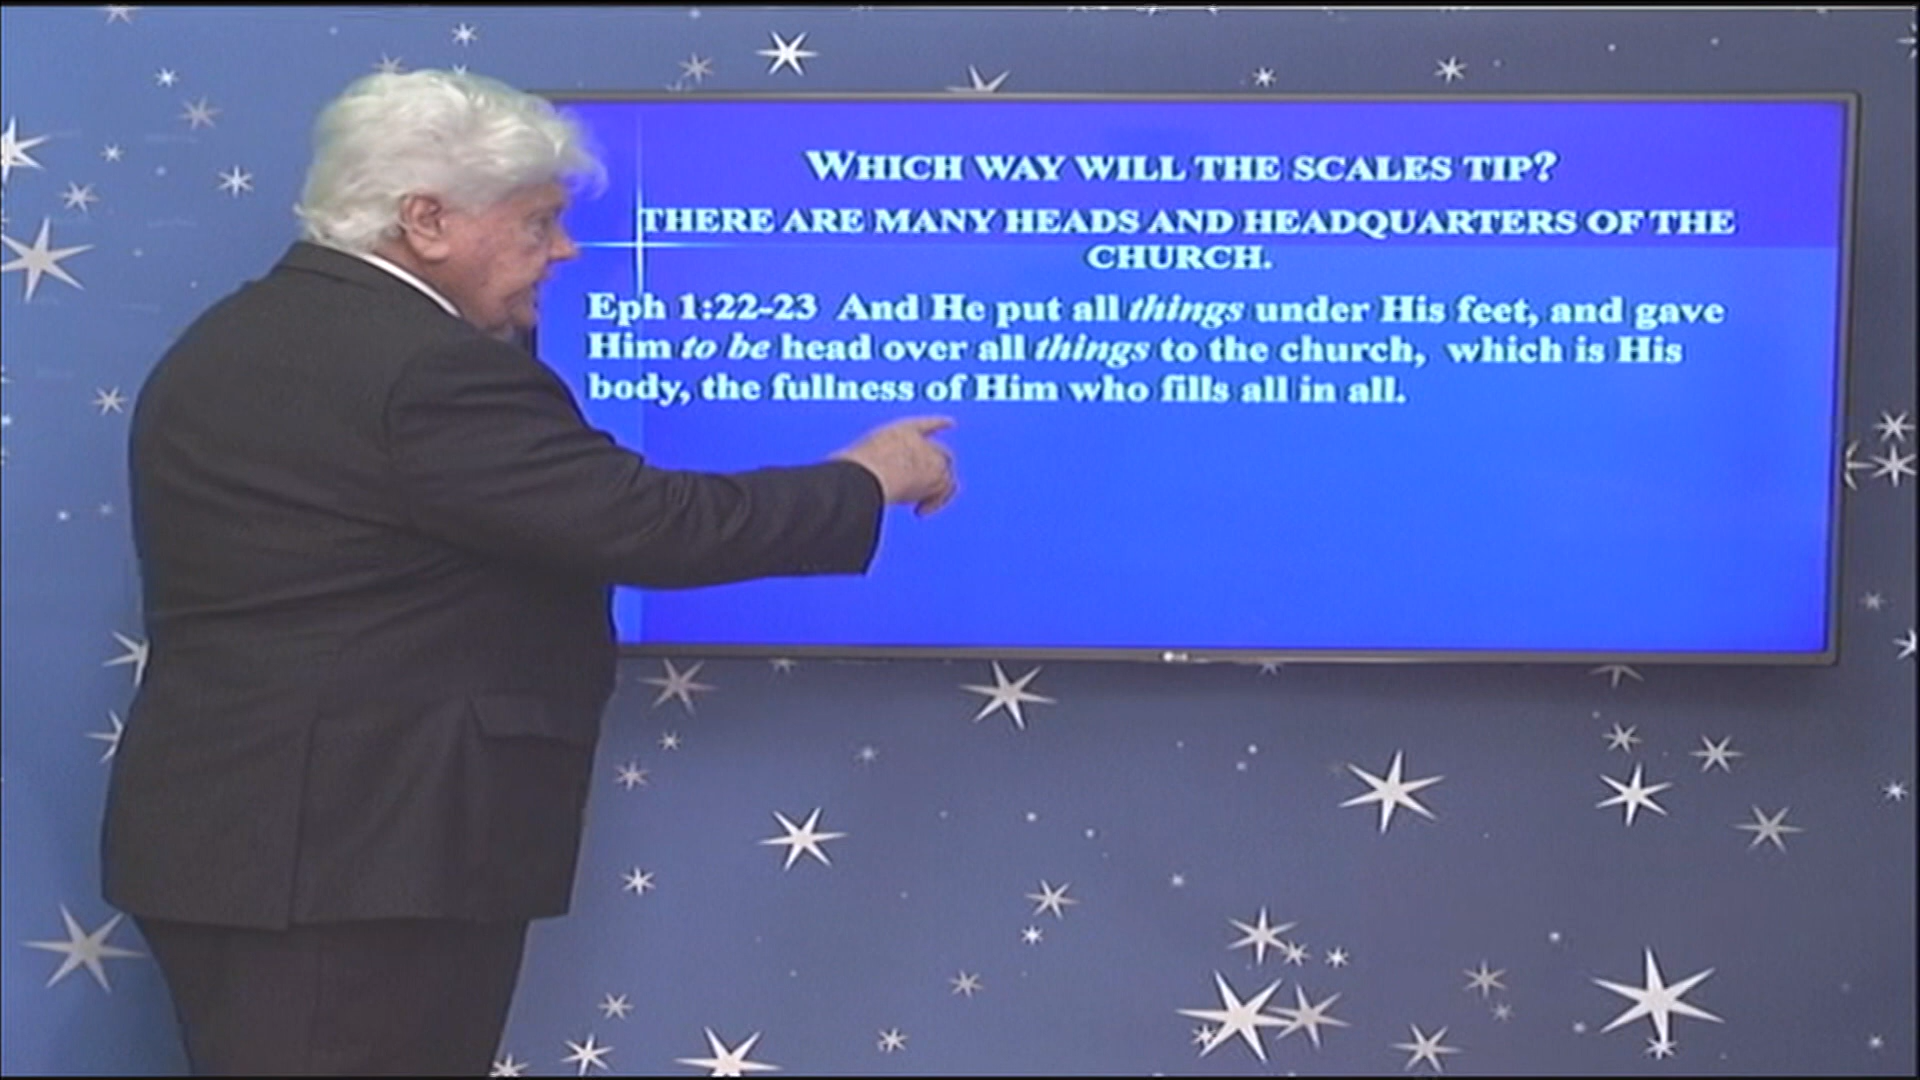 WHICH WAY WILL THE SCALES TIP?
THERE ARE MANY HEADS AND HEADQUARTERS OF THE
CHURCH.
Eph 1:22-23 And He put all things under His feet, and gave
Him to be head over all things to the church, which is His
body, the fullness of Him who fills all in all.
LG